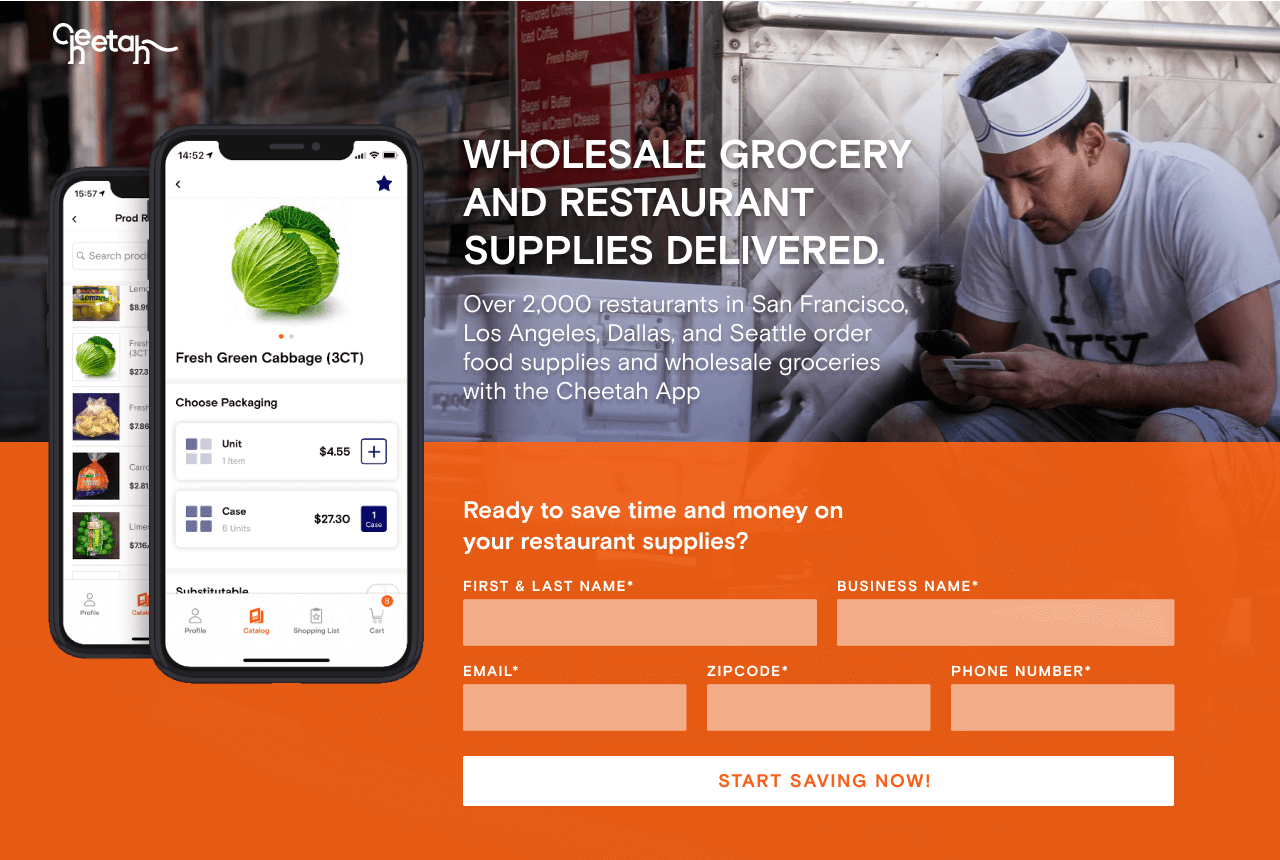 Cheetah
Flavored Coffee
Iced Coffee
Fresh Bakery
Donut
Bagel w/ Butter
Bagel w/Cream Cheese
WHOLESALE GROCERY
AND RESTAURANT
SUPPLIES DELIVERED.
Over 2,000 restaurants in San Francisco,
Los Angeles, Dallas, and Seattle order
food supplies and wholesale groceries
with the Cheetah App
I
NY
15:57
Prod R
Search prod
Lemo
$8.99
Fresh
(3CT)
$27.3
Fresh
$7.86
Carro
$2.81
Limes
$7.16
Profile
Catal
14:52
Fresh Green Cabbage (3CT)
Choose Packaging
Unit
1 Item
$4.55
Case
6 Units
$27.30
1
Case
Substitutable
Profile
Catalog
Shopping List
8
Cart
Ready to save time and money on
your restaurant supplies?
FIRST & LAST NAME*
BUSINESS NAME*
EMAIL*
ZIPCODE*
PHONE NUMBER*
START SAVING NOW!